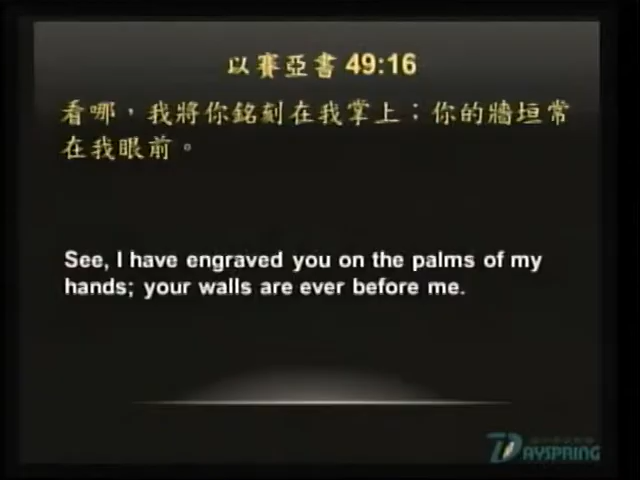 以賽亞書 49:16
看哪，我將你銘刻在我掌上；你的牆垣常
在我眼前。
See, I have engraved you on the palms of my
hands; your walls are ever before me.
DAYSPRING